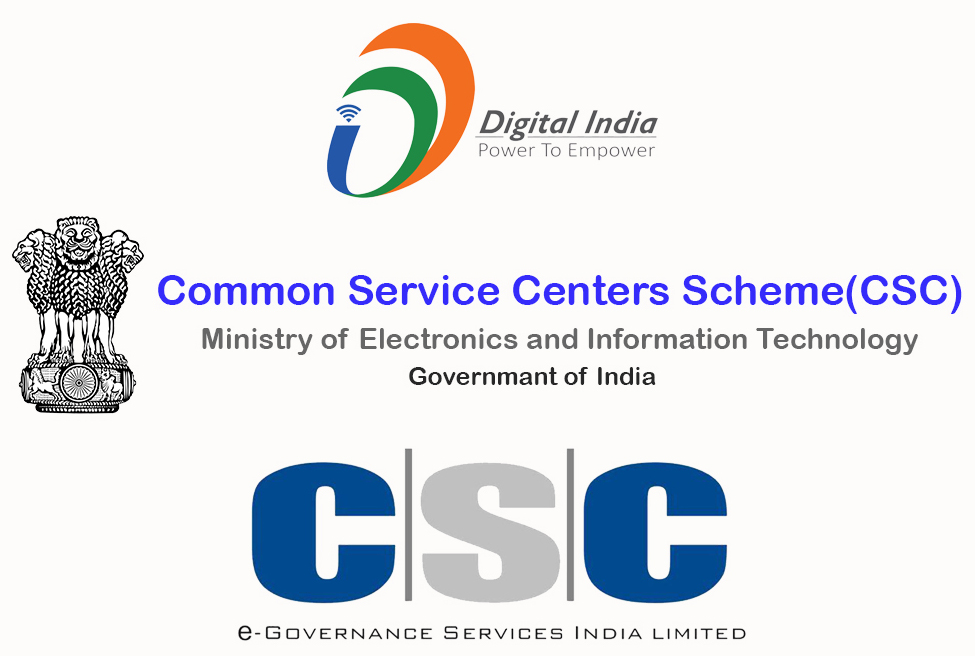 Digital India
Power To Empower
Common Service Centers Scheme(CSC)
Ministry of Electronics and Information Technology
Governmant of India
CSC
e-GOVERNANCE SERVICES INDIA LIMITED